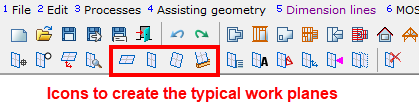 1 File 2 Edit 3 Processes 4 Assisting geometry 5 Dimension lines 6 MOS
A
Icons to create the typical work planes